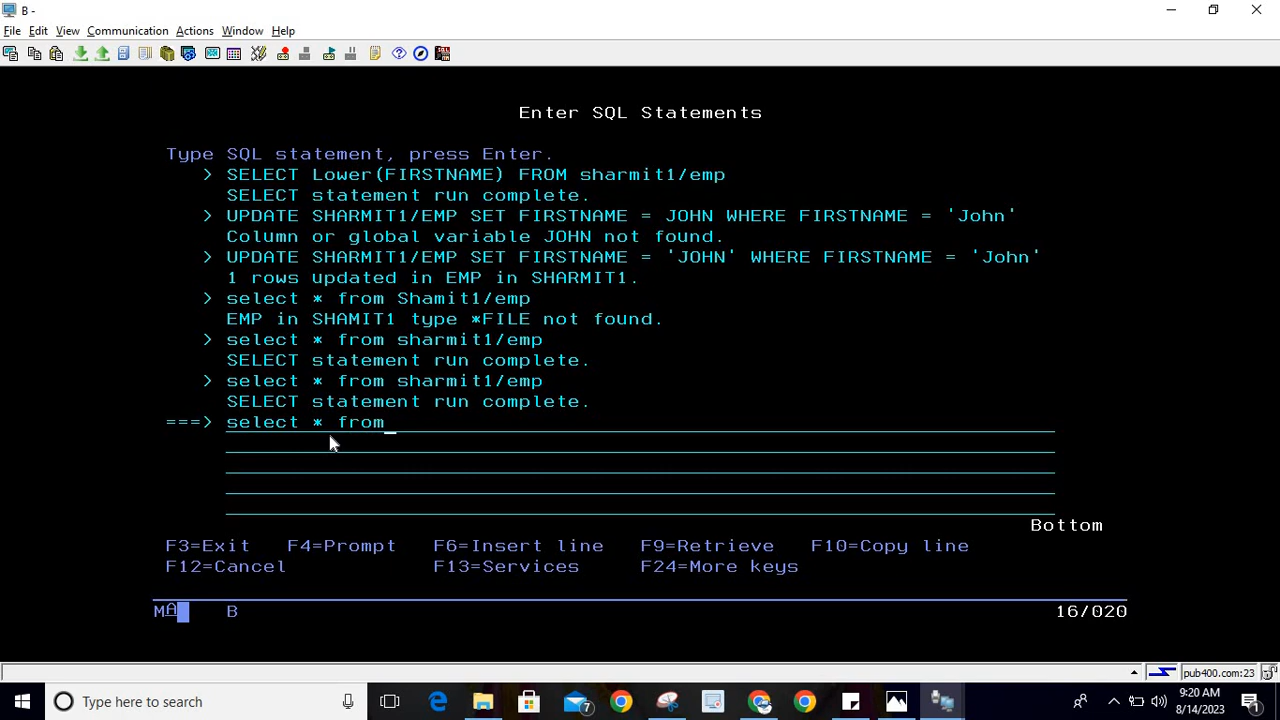 B -
File Edit View Communication Actions Window Help
Enter SQL Statements
Type SQL statement, press Enter.
> SELECT Lower(FIRSTNAME) FROM sharmit1/emp
SELECT statement run complete.
> UPDATE SHARMIT1/EMP SET FIRSTNAME = JOHN WHERE FIRSTNAME = 'John'
Column or global variable JOHN not found.
> UPDATE SHARMIT1/EMP SET FIRSTNAME = 'JOHN' WHERE FIRSTNAME = 'John'
1 rows updated in EMP in SHARMIT1.
> select * from Shamit1/emp
EMP in SHAMIT1 type *FILE not found.
> select * from sharmit1/emp
SELECT statement run complete.
> select * from sharmit1/emp
SELECT statement run complete.
===> select * from_
Bottom
F3=Exit F4=Prompt F6=Insert line F9=Retrieve F10=Copy line
F12=Cancel F13=Services F24=More keys
MA B 16/020
pub400.com:23
Type here to search
7
9:20 AM
8/14/2023
1